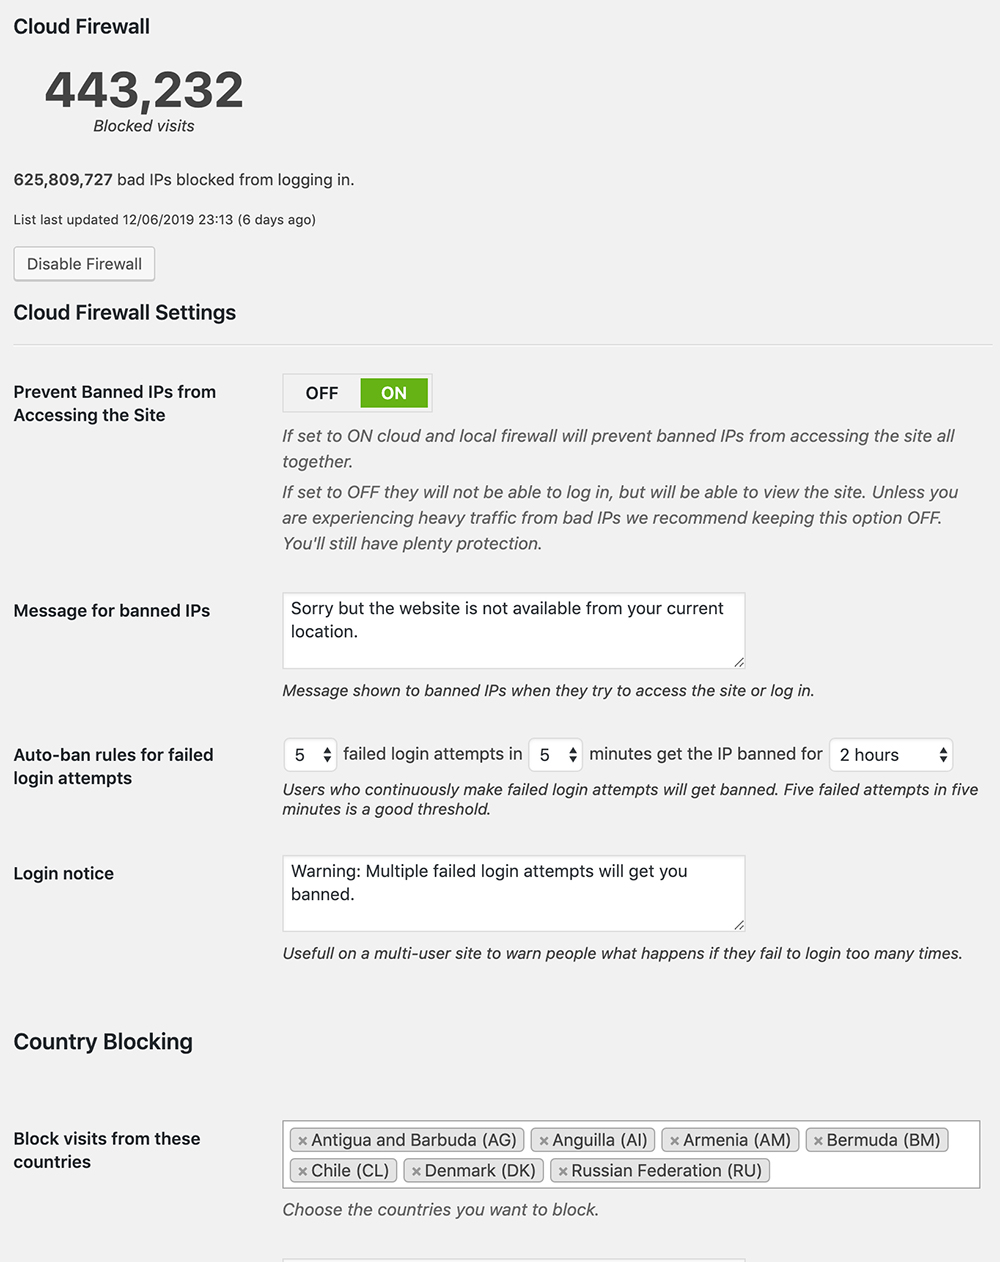 Cloud Firewall
443,232
Blocked visits
625,809,727 bad IPs blocked from logging in.
List last updated 12/06/2019 23:13 (6 days ago)
Disable Firewall
Cloud Firewall Settings
Prevent Banned IPs from
Accessing the Site
OFF ON
If set to ON cloud and local firewall will prevent banned IPs from accessing the site all
together.
If set to OFF they will not be able to log in, but will be able to view the site. Unless you
are experiencing heavy traffic from bad IPs we recommend keeping this option OFF.
You'll still have plenty protection.
Message for banned IPs
Sorry but the website is not available from your current
location.
Message shown to banned IPs when they try to access the site or log in.
Auto-ban rules for failed
login attempts
5 failed login attempts in 5 minutes get the IP banned for 2 hours
Users who continuously make failed login attempts will get banned. Five failed attempts in five
minutes is a good threshold.
Login notice
Warning: Multiple failed login attempts will get you
banned.
Usefull on a multi-user site to warn people what happens if they fail to login too many times.
Country Blocking
Block visits from these
countries
× Antigua and Barbuda (AG) × Anguilla (AI) × Armenia (AM) × Bermuda (BM)
× Chile (CL) × Denmark (DK) × Russian Federation (RU)
Choose the countries you want to block.